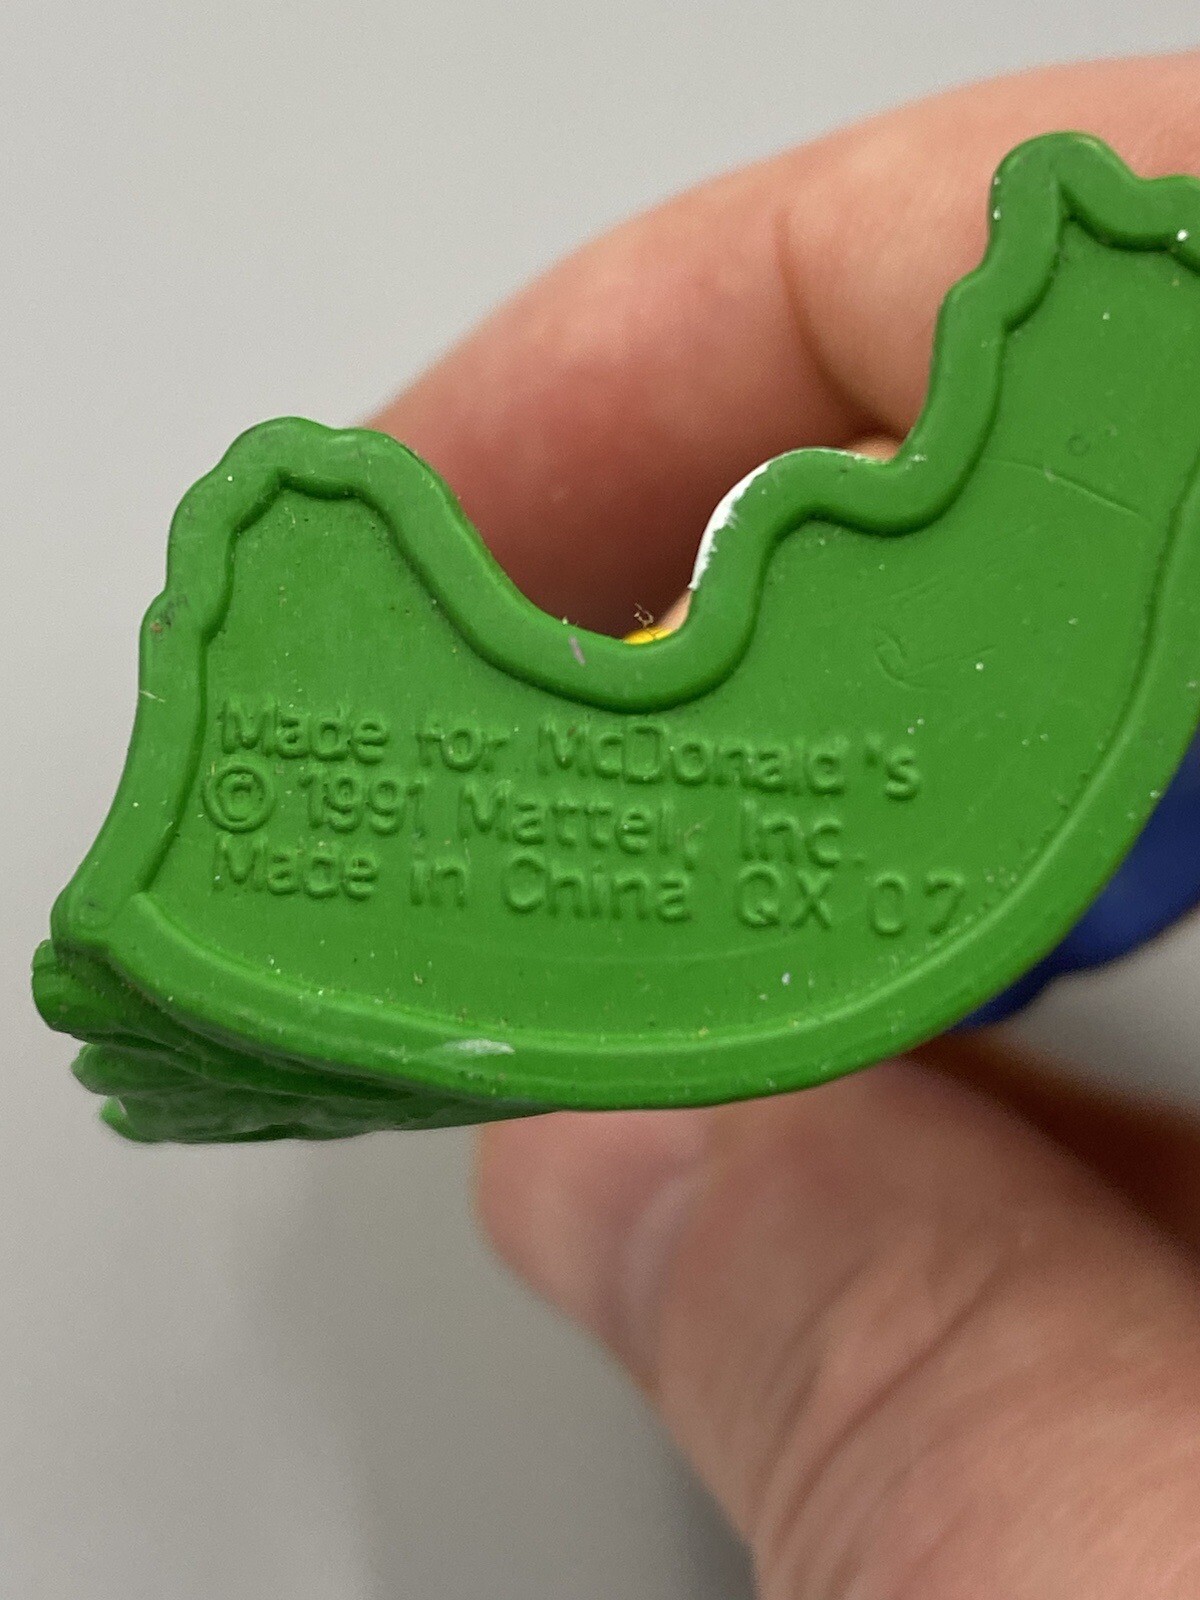 Made for McDonald's
© 1991 Mattel, Inc.
Made in China QX 07